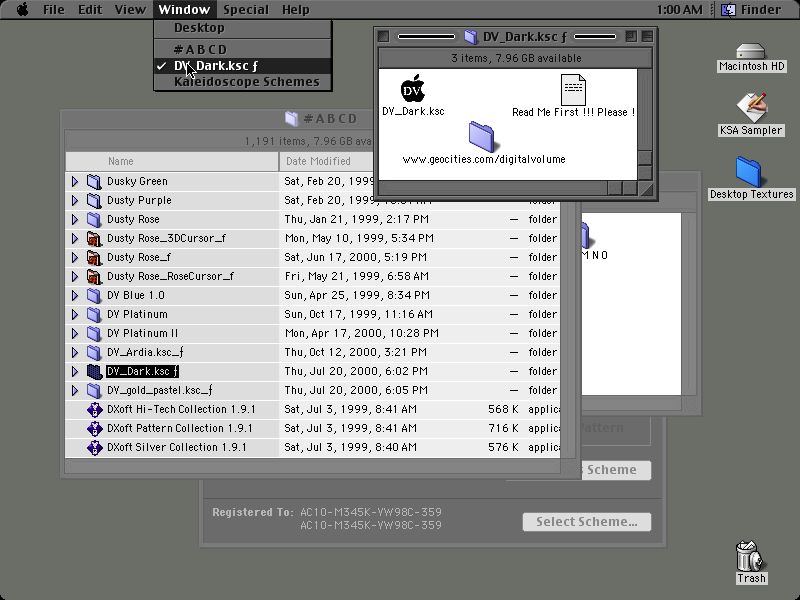 File Edit View Window Special Help 1:00 AM Finder
Desktop
#ABCD
✓ DV_Dark.ksc ƒ
Kaleidoscope Schemes
DV_Dark.ksc ƒ
3 items, 7.96 GB available
DV
DV_Dark.ksc
Read Me First !!! Please !
www.geocities.com/digitalvolume
Macintosh HD
KSA Sampler
Desktop Textures
Trash
#ABCD
1,191 items, 7.96 GB ava
Name Date Modified
Dusky Green Sat, Feb 20, 1999,
Dusty Purple Sat, Feb 20, 1999, folder
Dusty Rose Thu, Jan 21, 1999, 2:17 PM — folder
Dusty Rose_3DCursor_f Mon, May 10, 1999, 5:34 PM — folder
Dusty Rose_f Sat, Jun 17, 2000, 5:19 PM — folder
Dusty Rose_RoseCursor_f Fri, May 21, 1999, 6:58 AM — folder
DV Blue 1.0 Sun, Apr 25, 1999, 8:34 PM — folder
DV Platinum Sun, Oct 17, 1999, 11:16 AM — folder
DV Platinum II Mon, Apr 17, 2000, 10:28 PM — folder
DV_Ardia.ksc_ƒ Thu, Oct 12, 2000, 3:21 PM — folder
DV_Dark.ksc ƒ Thu, Jul 20, 2000, 6:02 PM — folder
DV_gold_pastel.ksc_ƒ Thu, Jul 20, 2000, 6:05 PM — folder
DXoft Hi-Tech Collection 1.9.1 Sat, Jul 3, 1999, 8:41 AM 568 K applic
DXoft Pattern Collection 1.9.1 Sat, Jul 3, 1999, 8:41 AM 716 K applic
DXoft Silver Collection 1.9.1 Sat, Jul 3, 1999, 8:40 AM 576 K applic
M N O
Pattern
Scheme
Registered To: AC10-M345K-YW98C-359
AC10-M345K-YW98C-359
Select Scheme...